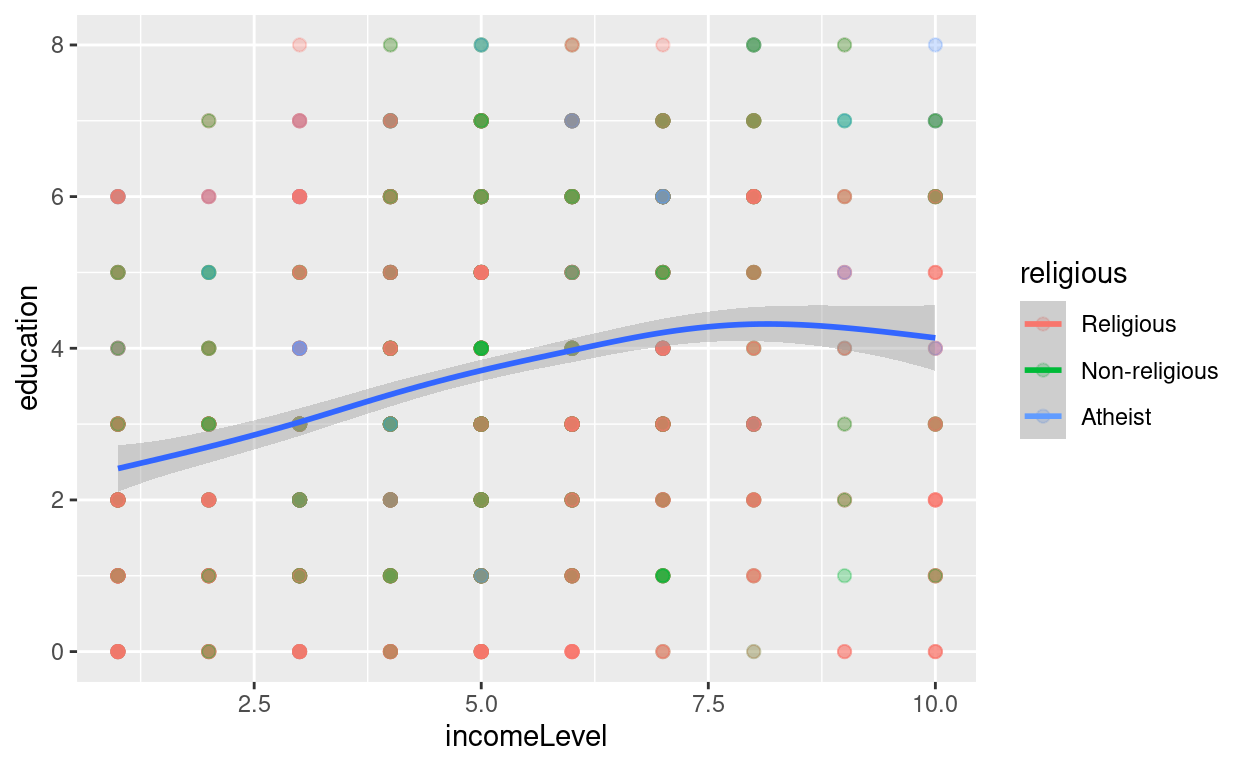 8
6
4
2
0
education
2.5 5.0 7.5 10.0
incomeLevel
religious
Religious
Non-religious
Atheist